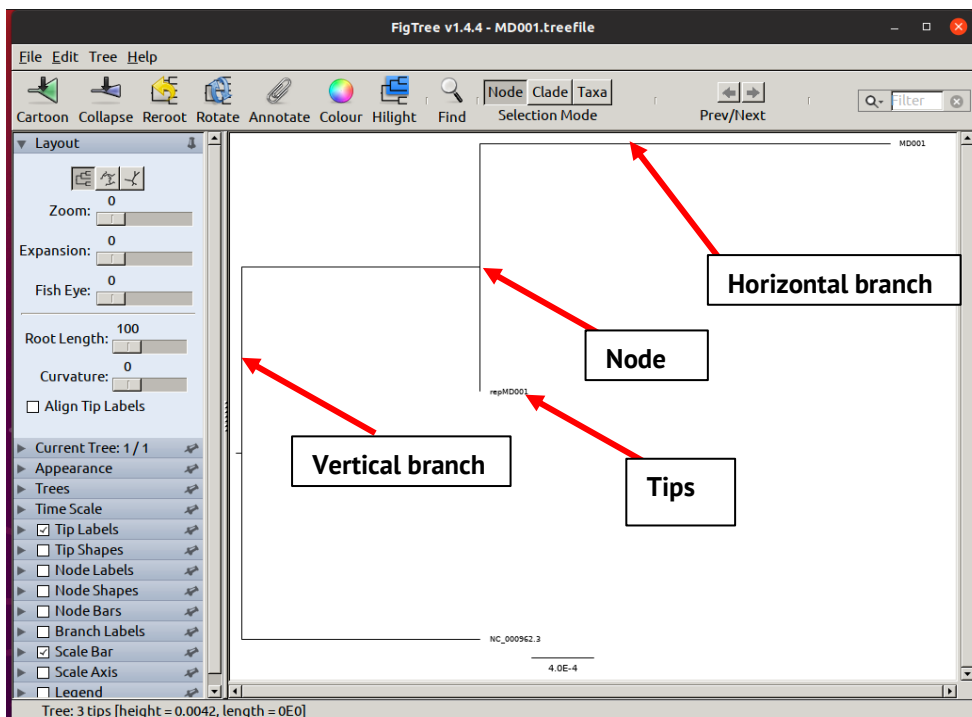 FigTree v1.4.4 - MD001.treefile
File Edit Tree Help
Cartoon Collapse Reroot Rotate Annotate Colour Hilight Find
Node Clade Taxa
Selection Mode
Prev/Next
Filter
Layout
Zoom: 0
Expansion: 0
Fish Eye: 0
Root Length: 100
Curvature: 0
Align Tip Labels
Current Tree: 1 / 1
Appearance
Trees
Time Scale
Tip Labels
Tip Shapes
Node Labels
Node Shapes
Node Bars
Branch Labels
Scale Bar
Scale Axis
Legend
MD001
Horizontal branch
Node
repMD001
Vertical branch
Tips
NC_000962.3
4.0E-4
Tree: 3 tips [height = 0.0042, length = 0E0]